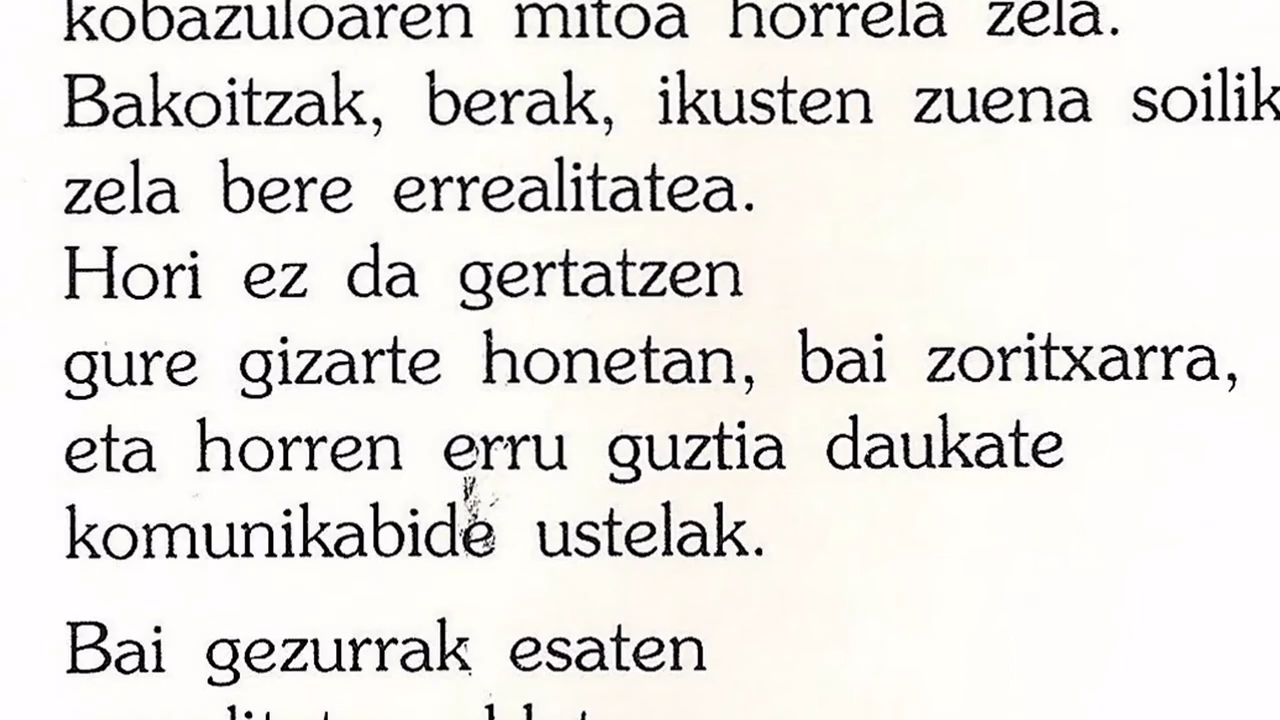 kobazuloaren mitoa horrela zela.
Bakoitzak, berak, ikusten zuena soilik
zela bere errealitatea.
Hori ez da gertatzen
gure gizarte honetan, bai zoritxarra,
eta horren erru guztia daukate
komunikabide ustelak.
Bai gezurrak esaten